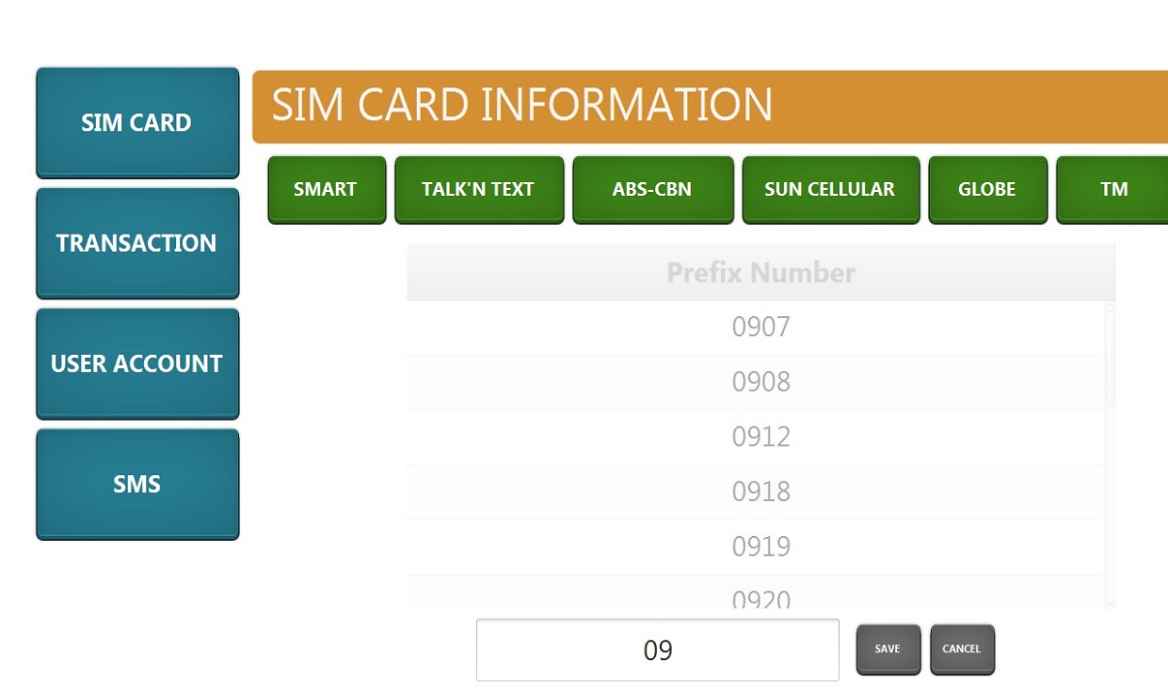 SIM CARD
TRANSACTION
USER ACCOUNT
SMS
SIM CARD INFORMATION
SMART TALK'N TEXT ABS-CBN SUN CELLULAR GLOBE TM
Prefix Number
0907
0908
0912
0918
0919
0920
09 SAVE CANCEL